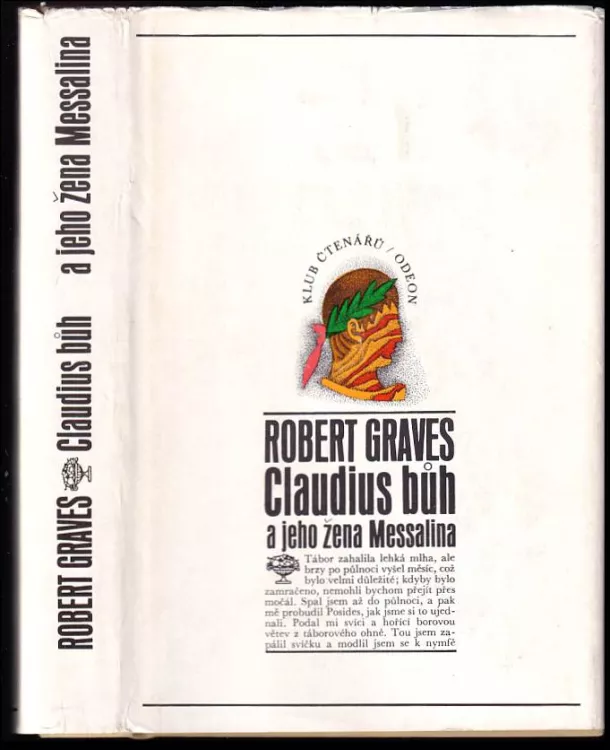 ROBERT GRAVES Claudius bůh a jeho žena Messalina
KLUB ČTENÁŘŮ / ODEON
ROBERT GRAVES
Claudius bůh
a jeho žena Messalina
Tábor zahalila lehká mlha, ale
brzy po půlnoci vyšel měsíc, což
bylo velmi důležité; kdyby bylo
zamračeno, nemohli bychom přejít přes
močál. Spal jsem až do půlnoci, a pak
mě probudil Posides, jak jsme si to ujed-
nali. Podal mi svíci a hořící borovou
větev z táborového ohně. Tou jsem za-
pálil svíčku a modlil jsem se k nymfě